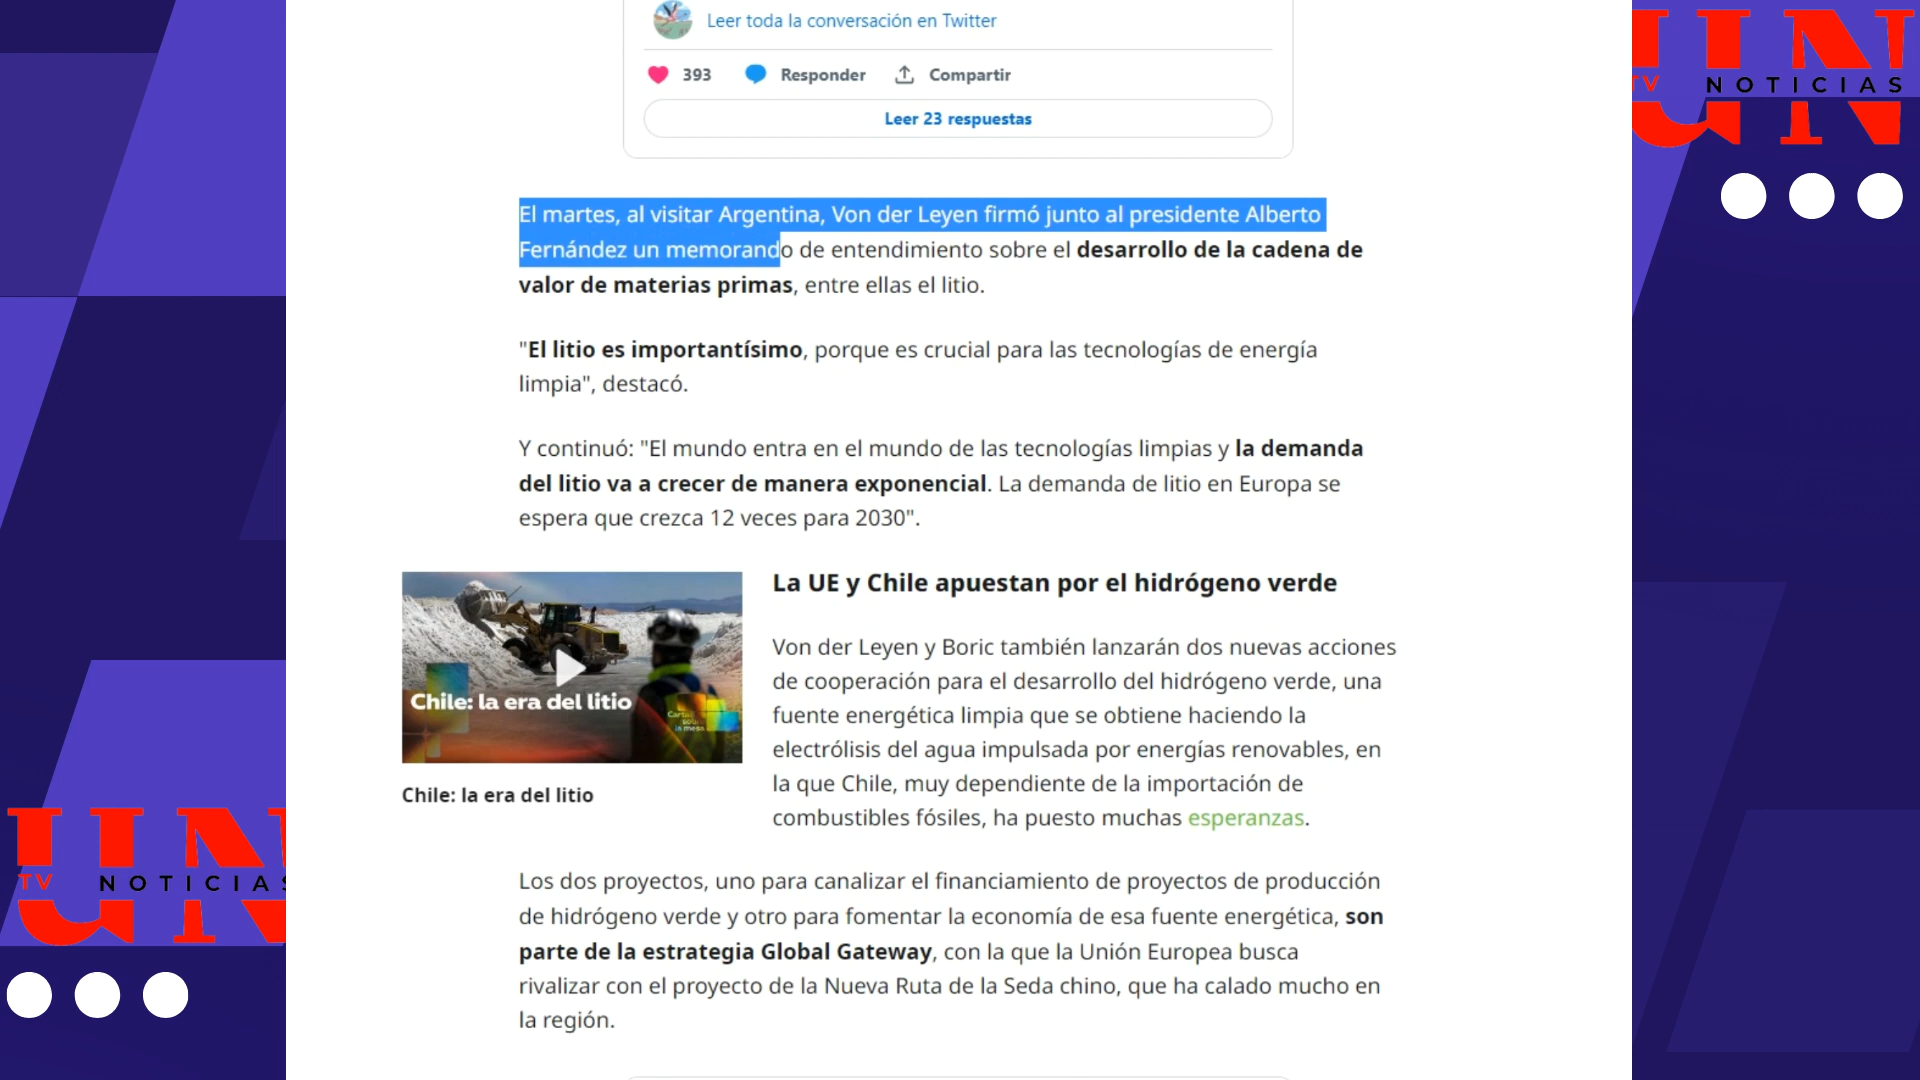 Leer toda la conversación en Twitter
393 Responder Compartir
Leer 23 respuestas
UN
TV NOTICIAS
El martes, al visitar Argentina, Von der Leyen firmó junto al presidente Alberto
Fernández un memorando de entendimiento sobre el desarrollo de la cadena de
valor de materias primas, entre ellas el litio.
"El litio es importantísimo, porque es crucial para las tecnologías de energía
limpia", destacó.
Y continuó: "El mundo entra en el mundo de las tecnologías limpias y la demanda
del litio va a crecer de manera exponencial. La demanda de litio en Europa se
espera que crezca 12 veces para 2030".
Chile: la era del litio
Cartas
sobre
la mesa
Chile: la era del litio
La UE y Chile apuestan por el hidrógeno verde
Von der Leyen y Boric también lanzarán dos nuevas acciones
de cooperación para el desarrollo del hidrógeno verde, una
fuente energética limpia que se obtiene haciendo la
electrólisis del agua impulsada por energías renovables, en
la que Chile, muy dependiente de la importación de
combustibles fósiles, ha puesto muchas esperanzas.
Los dos proyectos, uno para canalizar el financiamiento de proyectos de producción
de hidrógeno verde y otro para fomentar la economía de esa fuente energética, son
parte de la estrategia Global Gateway, con la que la Unión Europea busca
rivalizar con el proyecto de la Nueva Ruta de la Seda chino, que ha calado mucho en
la región.
UN
TV NOTICIAS